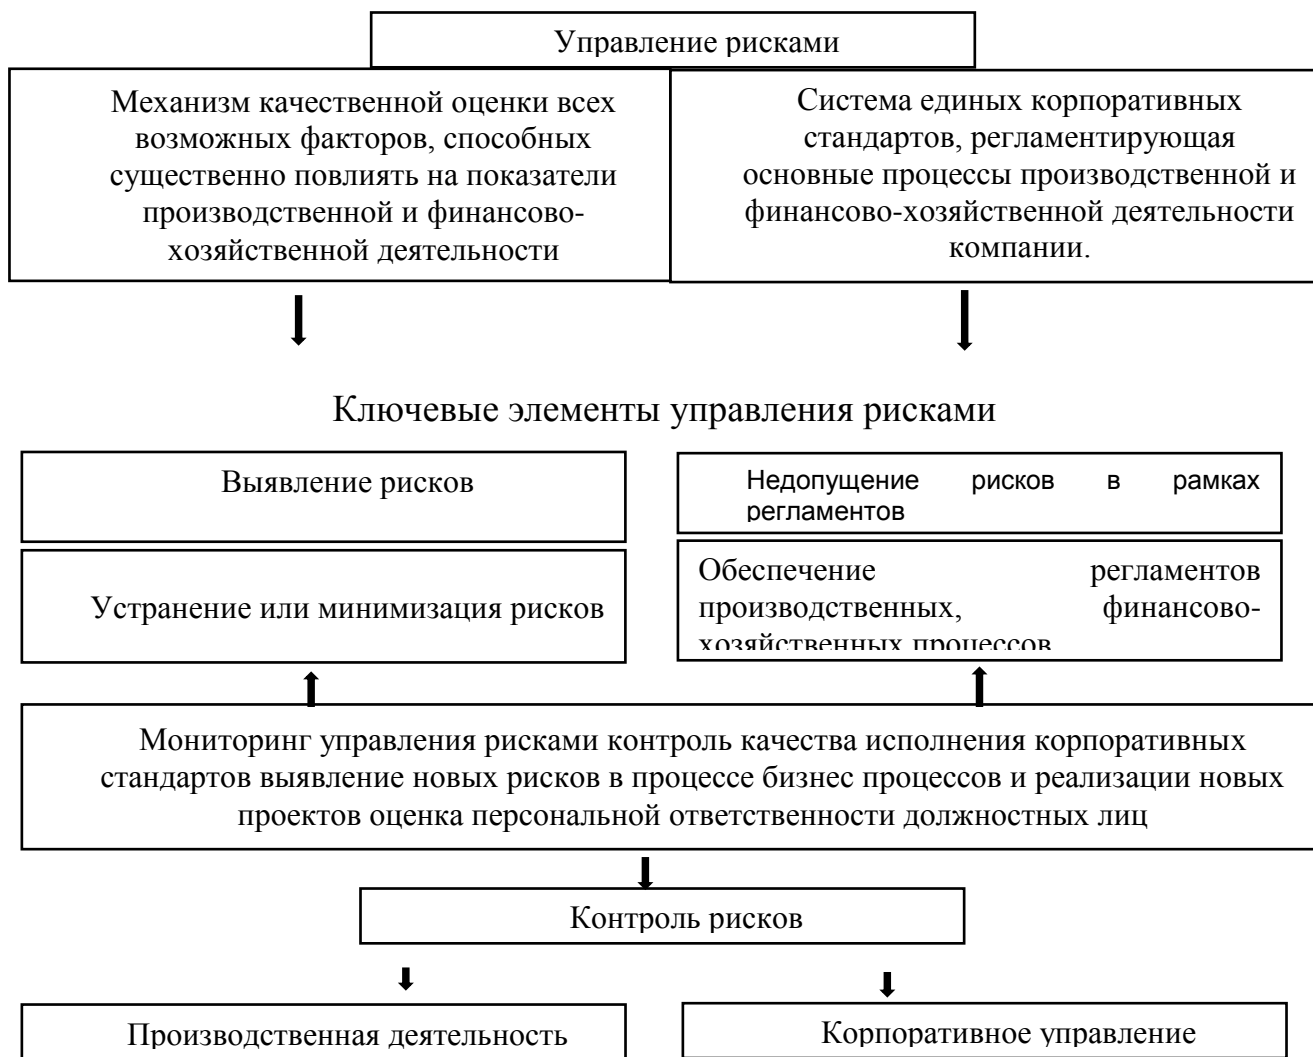 Управление рисками
Механизм качественной оценки всех
возможных факторов, способных
существенно повлиять на показатели
производственной и финансово-
хозяйственной деятельности
Система единых корпоративных
стандартов, регламентирующая
основные процессы производственной и
финансово-хозяйственной деятельности
компании.
Ключевые элементы управления рисками
Выявление рисков
Недопущение рисков в рамках
регламентов
Устранение или минимизация рисков
Обеспечение регламентов
производственных, финансово-
хозяйственных процессов
Мониторинг управления рисками контроль качества исполнения корпоративных
стандартов выявление новых рисков в процессе бизнес процессов и реализации новых
проектов оценка персональной ответственности должностных лиц
Контроль рисков
Производственная деятельность
Корпоративное управление